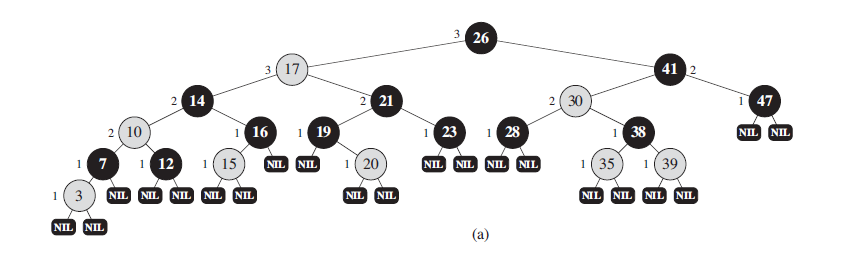 3 26
3 17 41 2
2 14 2 21 2 30 1 47
2 10 1 16 1 19 1 23 1 28 1 38 NIL NIL
1 7 1 12 1 15 NIL NIL 1 20 NIL NIL NIL NIL 1 35 1 39
1 3 NIL NIL NIL NIL NIL NIL NIL NIL NIL NIL NIL
NIL NIL
(a)